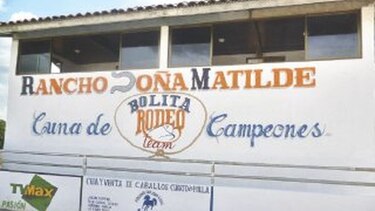 RANCHO DOÑA MATILDE
BOLITA
Cuna de RODEO Campeones
team
TVMax
PASIÓN